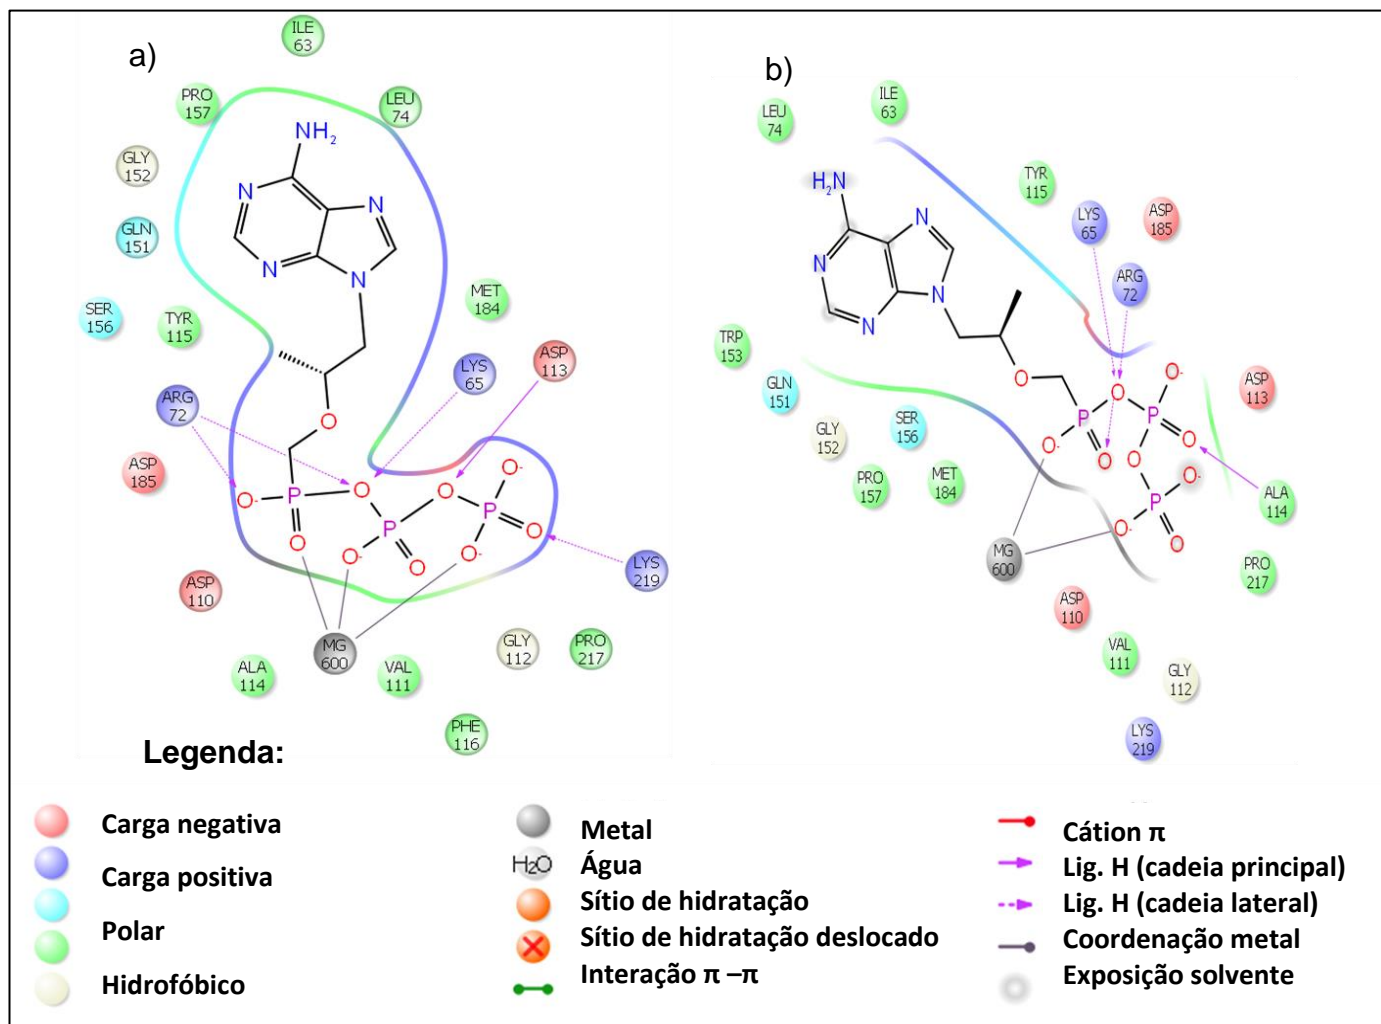 a)
ILE
63
PRO
157
LEU
74
GLY
152
NH₂
N
N
N
N
GLN
151
SER
156
TYR
115
MET
184
ASP
113
LYS
65
ARG
72
O
ASP
185
O⁻
P
O
P
O
P
O⁻
O
O
O⁻
O
O⁻
LYS
219
ASP
110
MG
600
GLY
112
PRO
217
ALA
114
VAL
111
PHE
116
b)
LEU
74
ILE
63
TYR
115
LYS
65
ASP
185
H₂N
N
N
N
N
ARG
72
TRP
153
GLN
151
GLY
152
SER
156
PRO
157
MET
184
O
P
O
P
O⁻
O⁻
O
O
O
O⁻
P
O⁻
O
ASP
113
ALA
114
PRO
217
MG
600
ASP
110
VAL
111
GLY
112
LYS
219
Legenda:
Carga negativa
Carga positiva
Polar
Hidrofóbico
Metal
H₂O Água
Sítio de hidratação
Sítio de hidratação deslocado
Interação π –π
Cátion π
Lig. H (cadeia principal)
Lig. H (cadeia lateral)
Coordenação metal
Exposição solvente